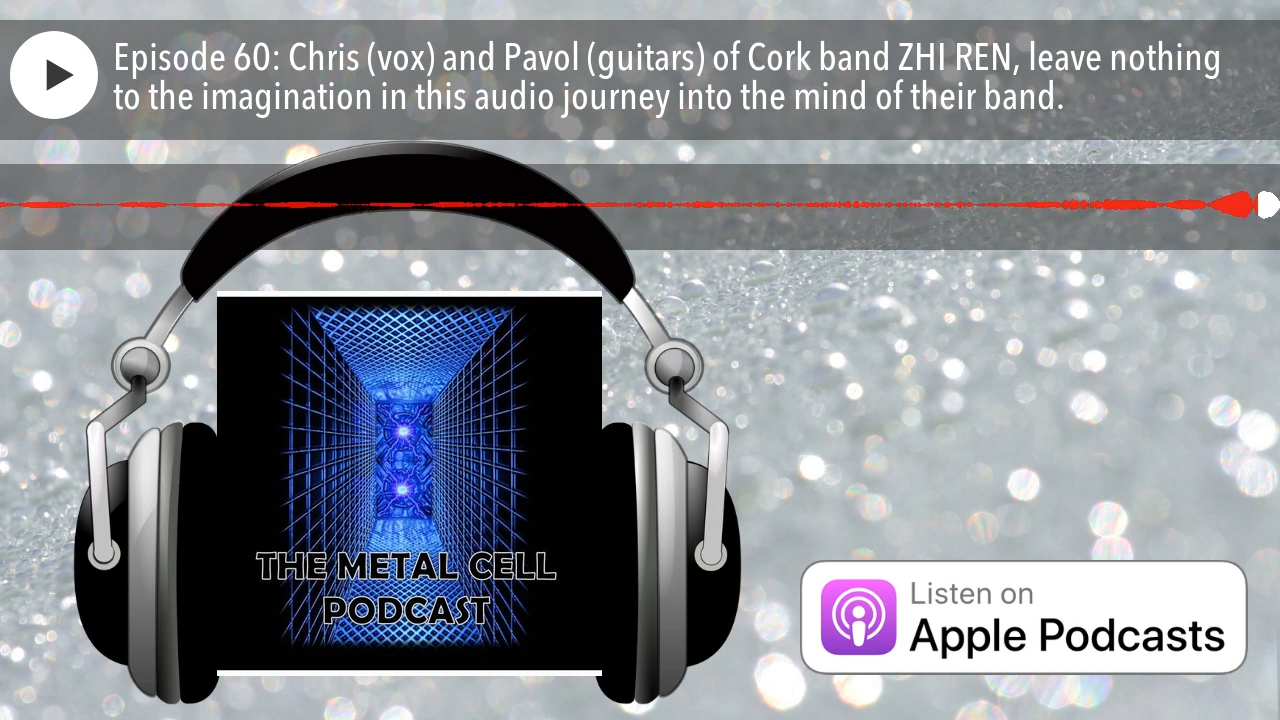 Episode 60: Chris (vox) and Pavol (guitars) of Cork band ZHI REN, leave nothing
to the imagination in this audio journey into the mind of their band.
THE METAL CELL
PODCAST
Listen on
Apple Podcasts